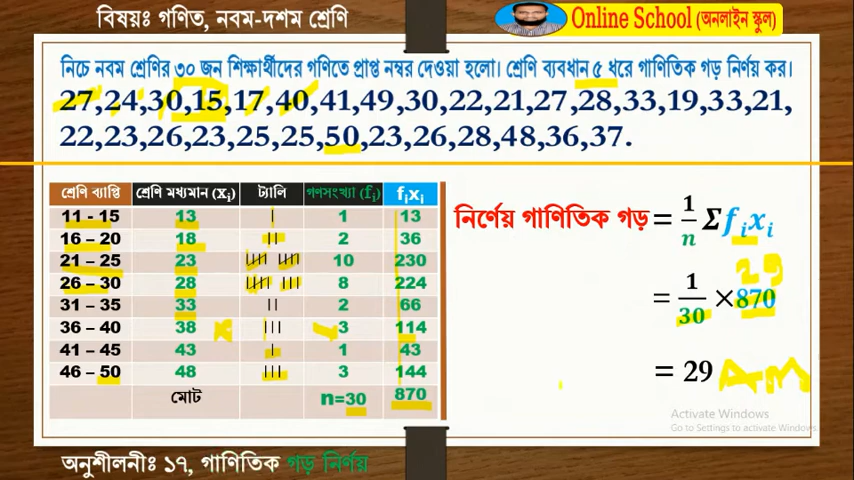 বিষয়ঃ গণিত, নবম-দশম শ্রেণি
Online School (অনলাইন স্কুল)
নিচে নবম শ্রেণির ৩০ জন শিক্ষার্থীদের গণিতে প্রাপ্ত নম্বর দেওয়া হলো। শ্রেণি ব্যবধান ৫ ধরে গাণিতিক গড় নির্ণয় কর।
27,24,30,15,17,40,41,49,30,22,21,27,28,33,19,33,21,
22,23,26,23,25,25,50,23,26,28,48,36,37.
শ্রেণি ব্যাপ্তি শ্রেণি মধ্যমান (xi) ট্যালি গণসংখ্যা (fi) fixi
11 - 15 13 | 1 13
16 – 20 18 || 2 36
21 – 25 23 |||| |||| 10 230
26 – 30 28 |||| ||| 8 224
31 – 35 33 || 2 66
36 – 40 38 ||| 3 114
41 – 45 43 | 1 43
46 – 50 48 ||| 3 144
মোট n=30 870
নির্ণেয় গাণিতিক গড় = 1/n Σfixi
29
= 1/30 × 870
= 29 Am
Activate Windows
Go to Settings to activate Windows.
অনুশীলনীঃ ১৭, গাণিতিক গড় নির্ণয়